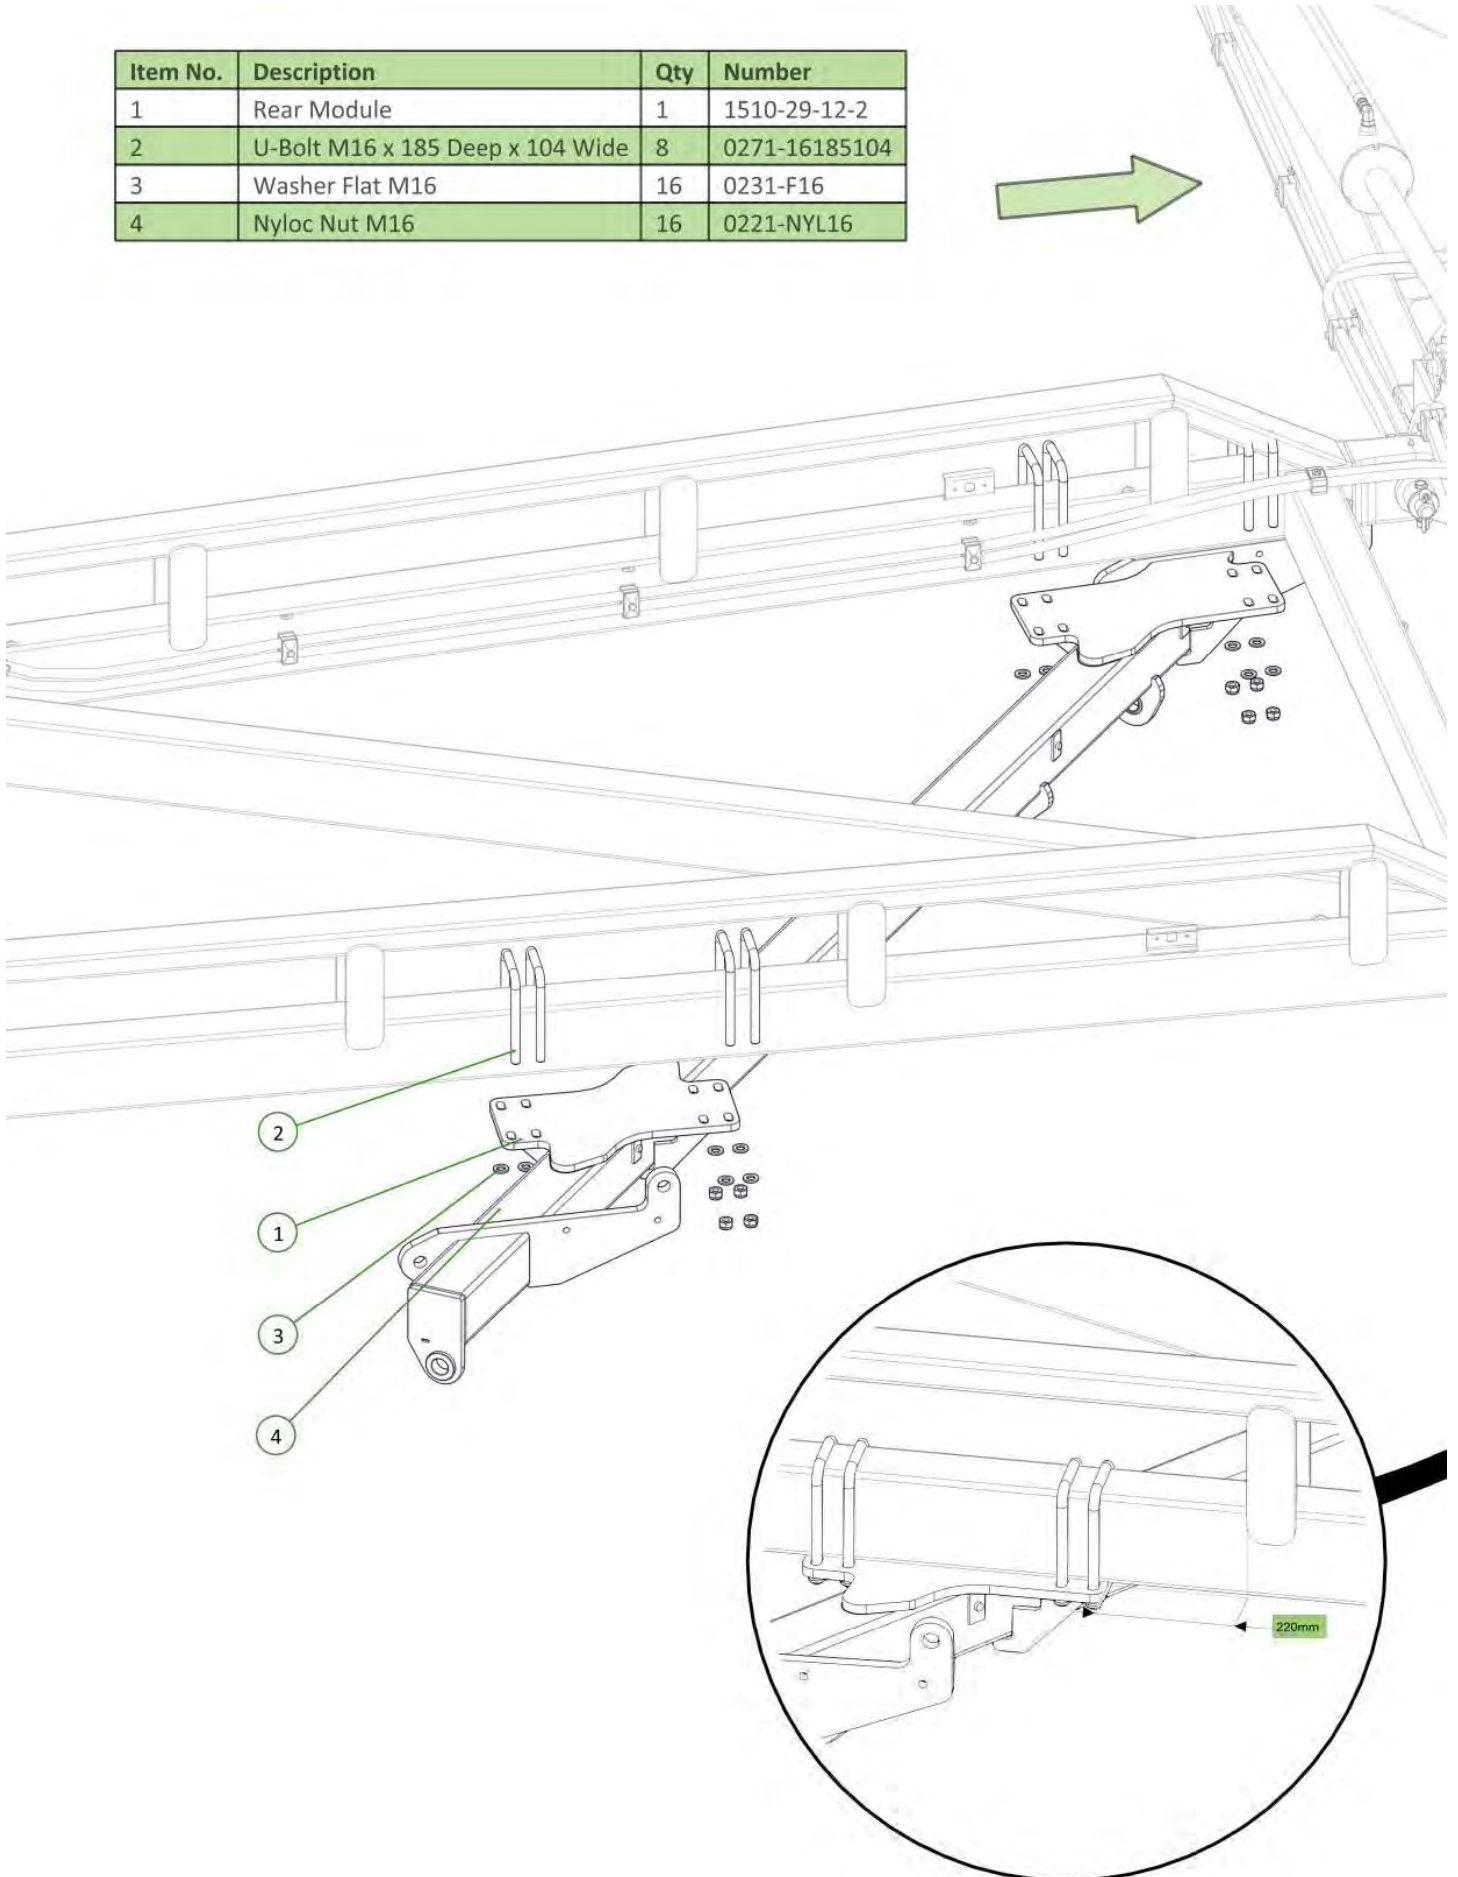 Item No. Description Qty Number
1 Rear Module 1 1510-29-12-2
2 U-Bolt M16 x 185 Deep x 104 Wide 8 0271-16185104
3 Washer Flat M16 16 0231-F16
4 Nyloc Nut M16 16 0221-NYL16
2
1
3
4
220mm